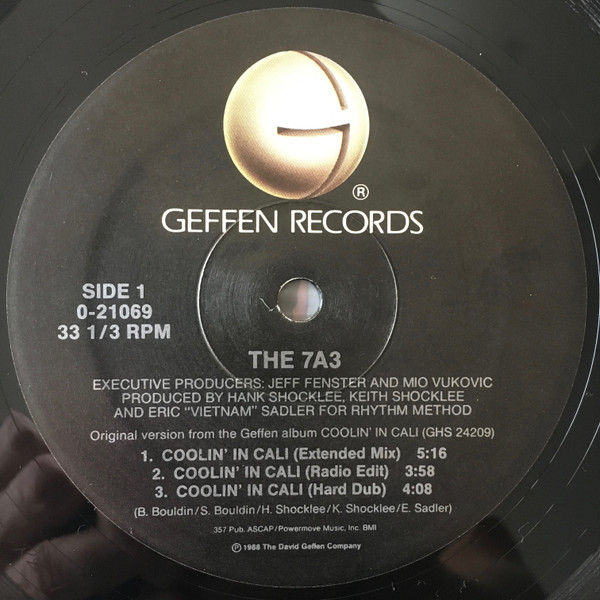 ®
GEFFEN RECORDS
SIDE 1
0-21069
33 1/3 RPM
THE 7A3
EXECUTIVE PRODUCERS: JEFF FENSTER AND MIO VUKOVIC
PRODUCED BY HANK SHOCKLEE, KEITH SHOCKLEE
AND ERIC "VIETNAM" SADLER FOR RHYTHM METHOD
Original version from the Geffen album COOLIN' IN CALI (GHS 24209)
1. COOLIN' IN CALI (Extended Mix) 5:16
2. COOLIN' IN CALI (Radio Edit) 3:58
3. COOLIN' IN CALI (Hard Dub) 4:08
(B. Bouldin/S. Bouldin/H. Shocklee/K. Shocklee/E. Sadler)
357 Pub. ASCAP/Powermove Music, Inc. BMI
℗ 1988 The David Geffen Company